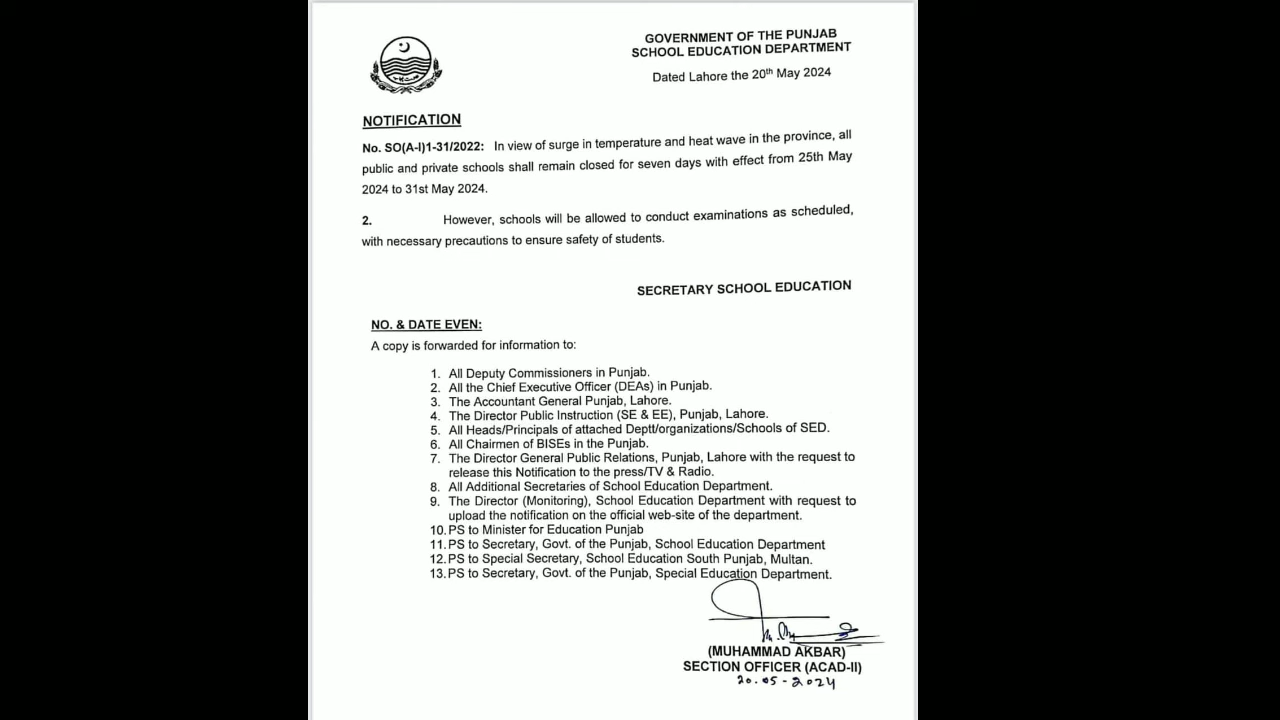 GOVERNMENT OF THE PUNJAB
SCHOOL EDUCATION DEPARTMENT
Dated Lahore the 20th May 2024
NOTIFICATION
No. SO(A-I)1-31/2022: In view of surge in temperature and heat wave in the province, all
public and private schools shall remain closed for seven days with effect from 25th May
2024 to 31st May 2024.
2. However, schools will be allowed to conduct examinations as scheduled,
with necessary precautions to ensure safety of students.
SECRETARY SCHOOL EDUCATION
NO. & DATE EVEN:
A copy is forwarded for information to:
1. All Deputy Commissioners in Punjab.
2. All the Chief Executive Officer (DEAs) in Punjab.
3. The Accountant General Punjab, Lahore.
4. The Director Public Instruction (SE & EE), Punjab, Lahore.
5. All Heads/Principals of attached Deptt/organizations/Schools of SED.
6. All Chairmen of BISEs in the Punjab.
7. The Director General Public Relations, Punjab, Lahore with the request to
release this Notification to the press/TV & Radio.
8. All Additional Secretaries of School Education Department.
9. The Director (Monitoring), School Education Department with request to
upload the notification on the official web-site of the department.
10. PS to Minister for Education Punjab
11. PS to Secretary, Govt. of the Punjab, School Education Department
12. PS to Special Secretary, School Education South Punjab, Multan.
13. PS to Secretary, Govt. of the Punjab, Special Education Department.
(MUHAMMAD AKBAR)
SECTION OFFICER (ACAD-II)
20.05-2024